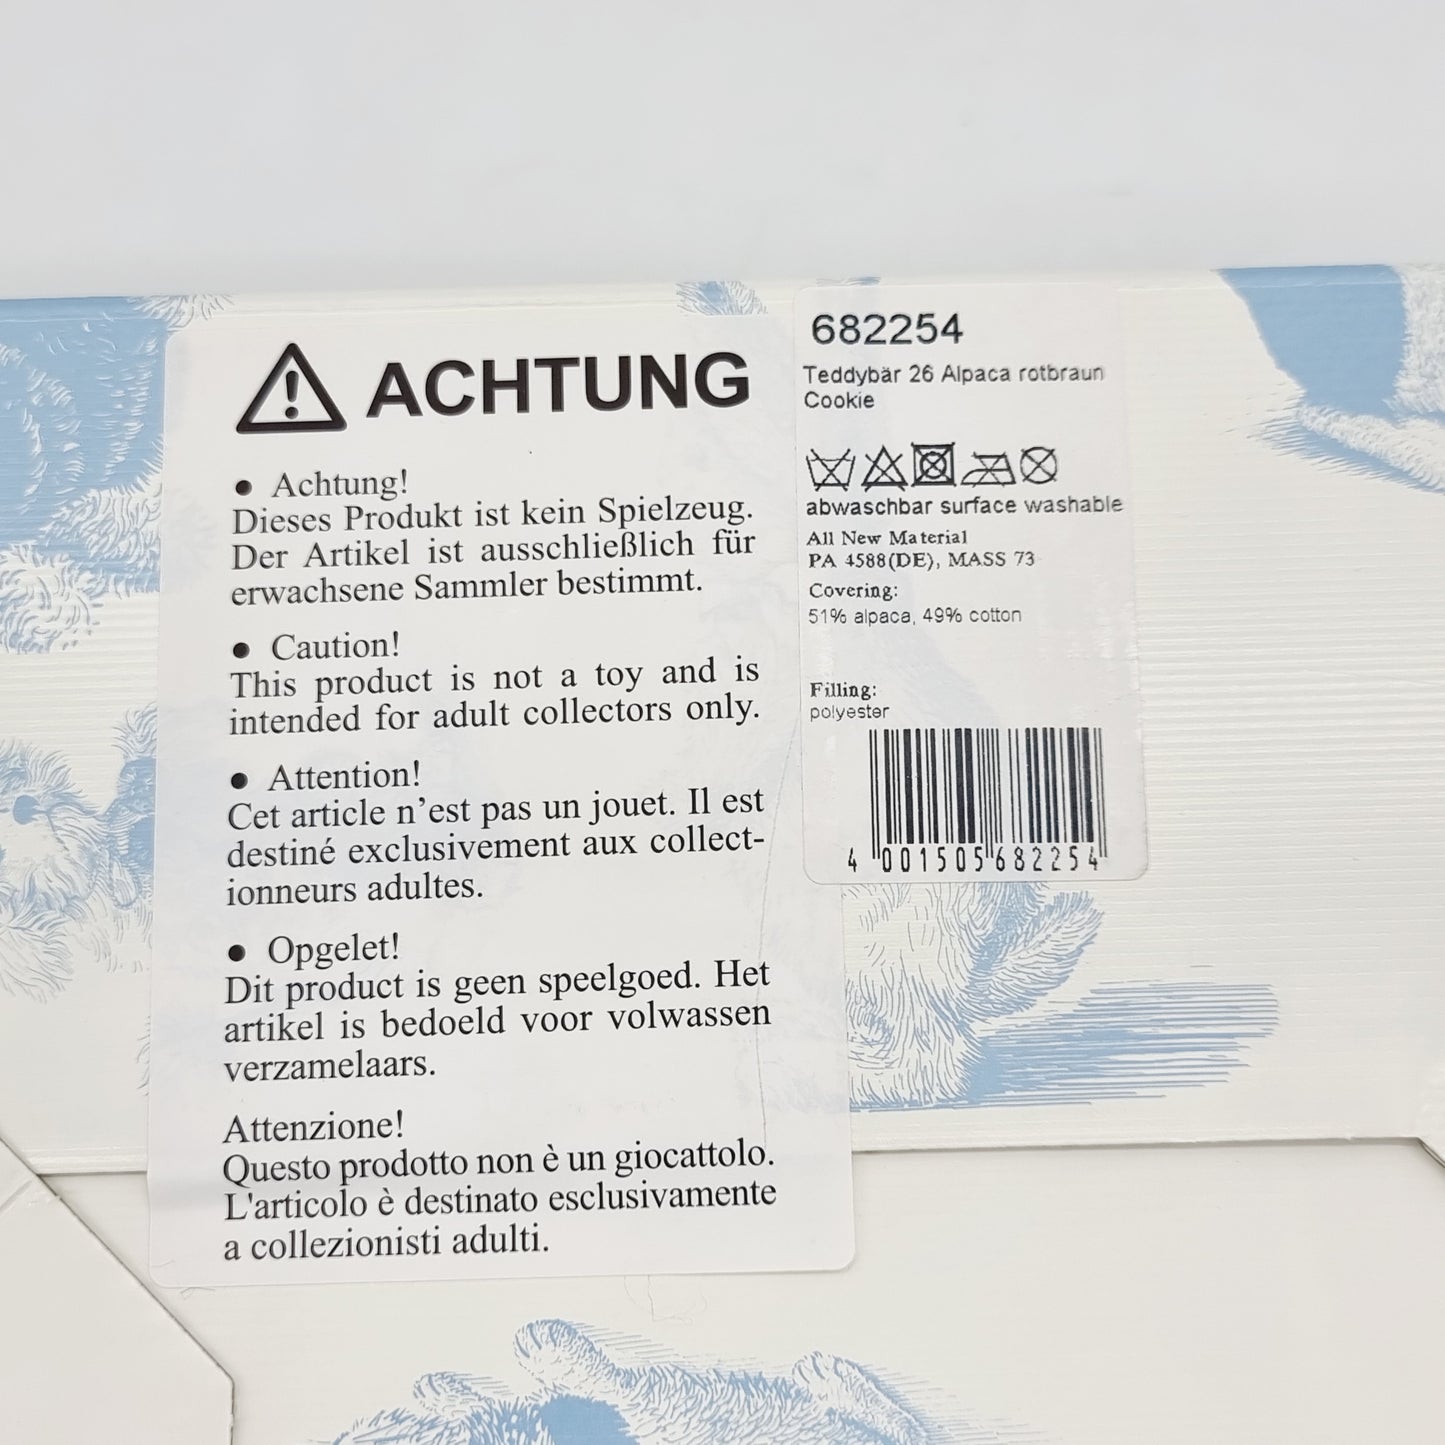 ACHTUNG
• Achtung!
Dieses Produkt ist kein Spielzeug.
Der Artikel ist ausschließlich für
erwachsene Sammler bestimmt.
• Caution!
This product is not a toy and is
intended for adult collectors only.
• Attention!
Cet article n’est pas un jouet. Il est
destiné exclusivement aux collect-
ionneurs adultes.
• Opgelet!
Dit product is geen speelgoed. Het
artikel is bedoeld voor volwassen
verzamelaars.
Attenzione!
Questo prodotto non è un giocattolo.
L'articolo è destinato esclusivamente
a collezionisti adulti.
682254
Teddybär 26 Alpaca rotbraun
Cookie
abwaschbar surface washable
All New Material
PA 4588(DE), MASS 73
Covering:
51% alpaca, 49% cotton
Filling:
polyester
4 001505 682254